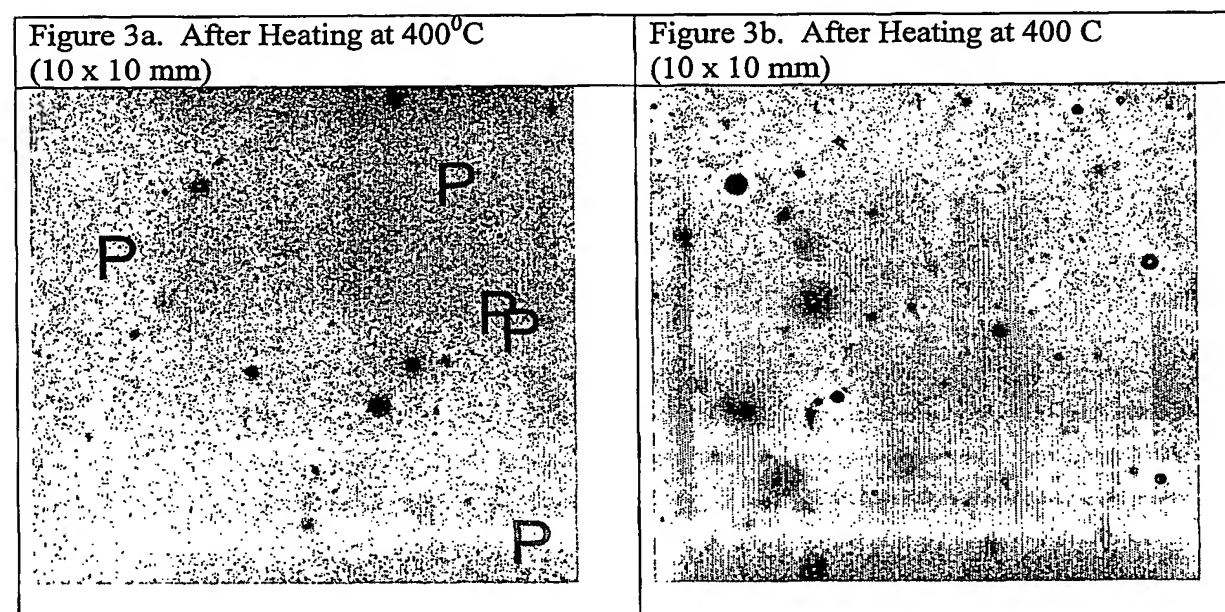 Figure 3a. After Heating at 400⁰C
(10 x 10 mm)
Figure 3b. After Heating at 400 C
(10 x 10 mm)
P
P
P
P
P